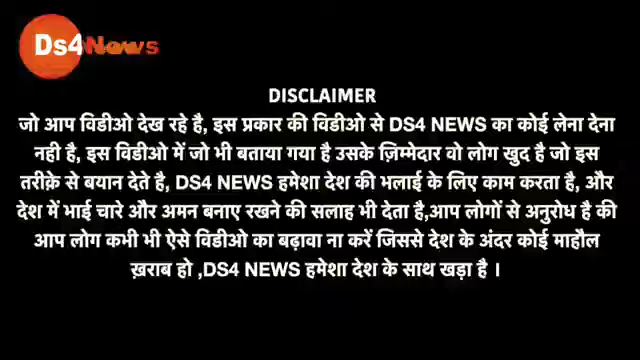 Ds4News
DISCLAIMER
जो आप विडीओ देख रहे है, इस प्रकार की विडीओ से DS4 NEWS का कोई लेना देना
नही है, इस विडीओ में जो भी बताया गया है उसके ज़िम्मेदार वो लोग खुद है जो इस
तरीक़े से बयान देते है, DS4 NEWS हमेशा देश की भलाई के लिए काम करता है, और
देश में भाई चारे और अमन बनाए रखने की सलाह भी देता है,आप लोगों से अनुरोध है की
आप लोग कभी भी ऐसे विडीओ का बढ़ावा ना करें जिससे देश के अंदर कोई माहौल
ख़राब हो ,DS4 NEWS हमेशा देश के साथ खड़ा है ।